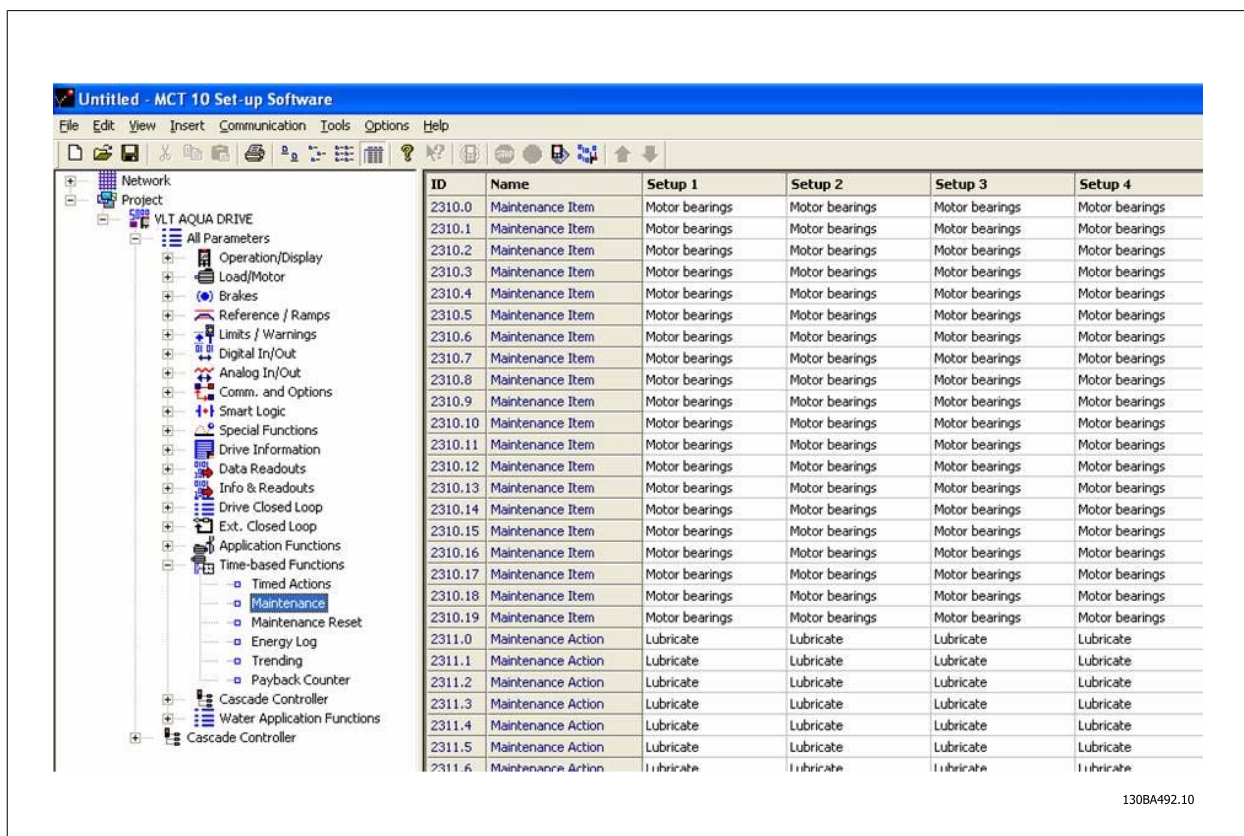 Untitled - MCT 10 Set-up Software
File Edit View Insert Communication Tools Options Help
Network
Project
VLT AQUA DRIVE
All Parameters
Operation/Display
Load/Motor
Brakes
Reference / Ramps
Limits / Warnings
Digital In/Out
Analog In/Out
Comm. and Options
Smart Logic
Special Functions
Drive Information
Data Readouts
Info & Readouts
Drive Closed Loop
Ext. Closed Loop
Application Functions
Time-based Functions
Timed Actions
Maintenance
Maintenance Reset
Energy Log
Trending
Payback Counter
Cascade Controller
Water Application Functions
Cascade Controller
ID Name Setup 1 Setup 2 Setup 3 Setup 4
2310.0 Maintenance Item Motor bearings Motor bearings Motor bearings Motor bearings
2310.1 Maintenance Item Motor bearings Motor bearings Motor bearings Motor bearings
2310.2 Maintenance Item Motor bearings Motor bearings Motor bearings Motor bearings
2310.3 Maintenance Item Motor bearings Motor bearings Motor bearings Motor bearings
2310.4 Maintenance Item Motor bearings Motor bearings Motor bearings Motor bearings
2310.5 Maintenance Item Motor bearings Motor bearings Motor bearings Motor bearings
2310.6 Maintenance Item Motor bearings Motor bearings Motor bearings Motor bearings
2310.7 Maintenance Item Motor bearings Motor bearings Motor bearings Motor bearings
2310.8 Maintenance Item Motor bearings Motor bearings Motor bearings Motor bearings
2310.9 Maintenance Item Motor bearings Motor bearings Motor bearings Motor bearings
2310.10 Maintenance Item Motor bearings Motor bearings Motor bearings Motor bearings
2310.11 Maintenance Item Motor bearings Motor bearings Motor bearings Motor bearings
2310.12 Maintenance Item Motor bearings Motor bearings Motor bearings Motor bearings
2310.13 Maintenance Item Motor bearings Motor bearings Motor bearings Motor bearings
2310.14 Maintenance Item Motor bearings Motor bearings Motor bearings Motor bearings
2310.15 Maintenance Item Motor bearings Motor bearings Motor bearings Motor bearings
2310.16 Maintenance Item Motor bearings Motor bearings Motor bearings Motor bearings
2310.17 Maintenance Item Motor bearings Motor bearings Motor bearings Motor bearings
2310.18 Maintenance Item Motor bearings Motor bearings Motor bearings Motor bearings
2310.19 Maintenance Item Motor bearings Motor bearings Motor bearings Motor bearings
2311.0 Maintenance Action Lubricate Lubricate Lubricate Lubricate
2311.1 Maintenance Action Lubricate Lubricate Lubricate Lubricate
2311.2 Maintenance Action Lubricate Lubricate Lubricate Lubricate
2311.3 Maintenance Action Lubricate Lubricate Lubricate Lubricate
2311.4 Maintenance Action Lubricate Lubricate Lubricate Lubricate
2311.5 Maintenance Action Lubricate Lubricate Lubricate Lubricate
2311.6 Maintenance Action Lubricate Lubricate Lubricate Lubricate
130BA492.10